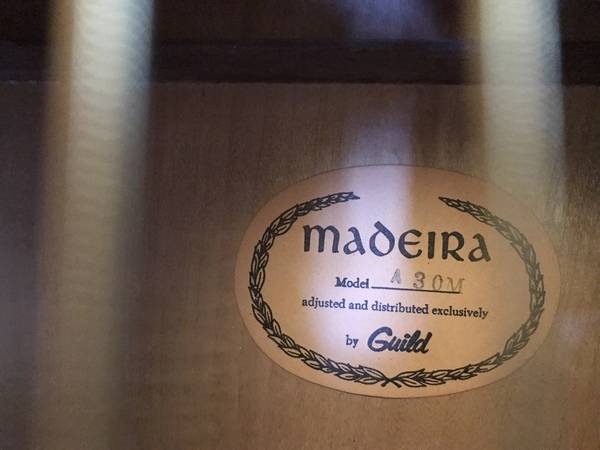 MADEIRA
Model A 30M
adjusted and distributed exclusively
by Guild